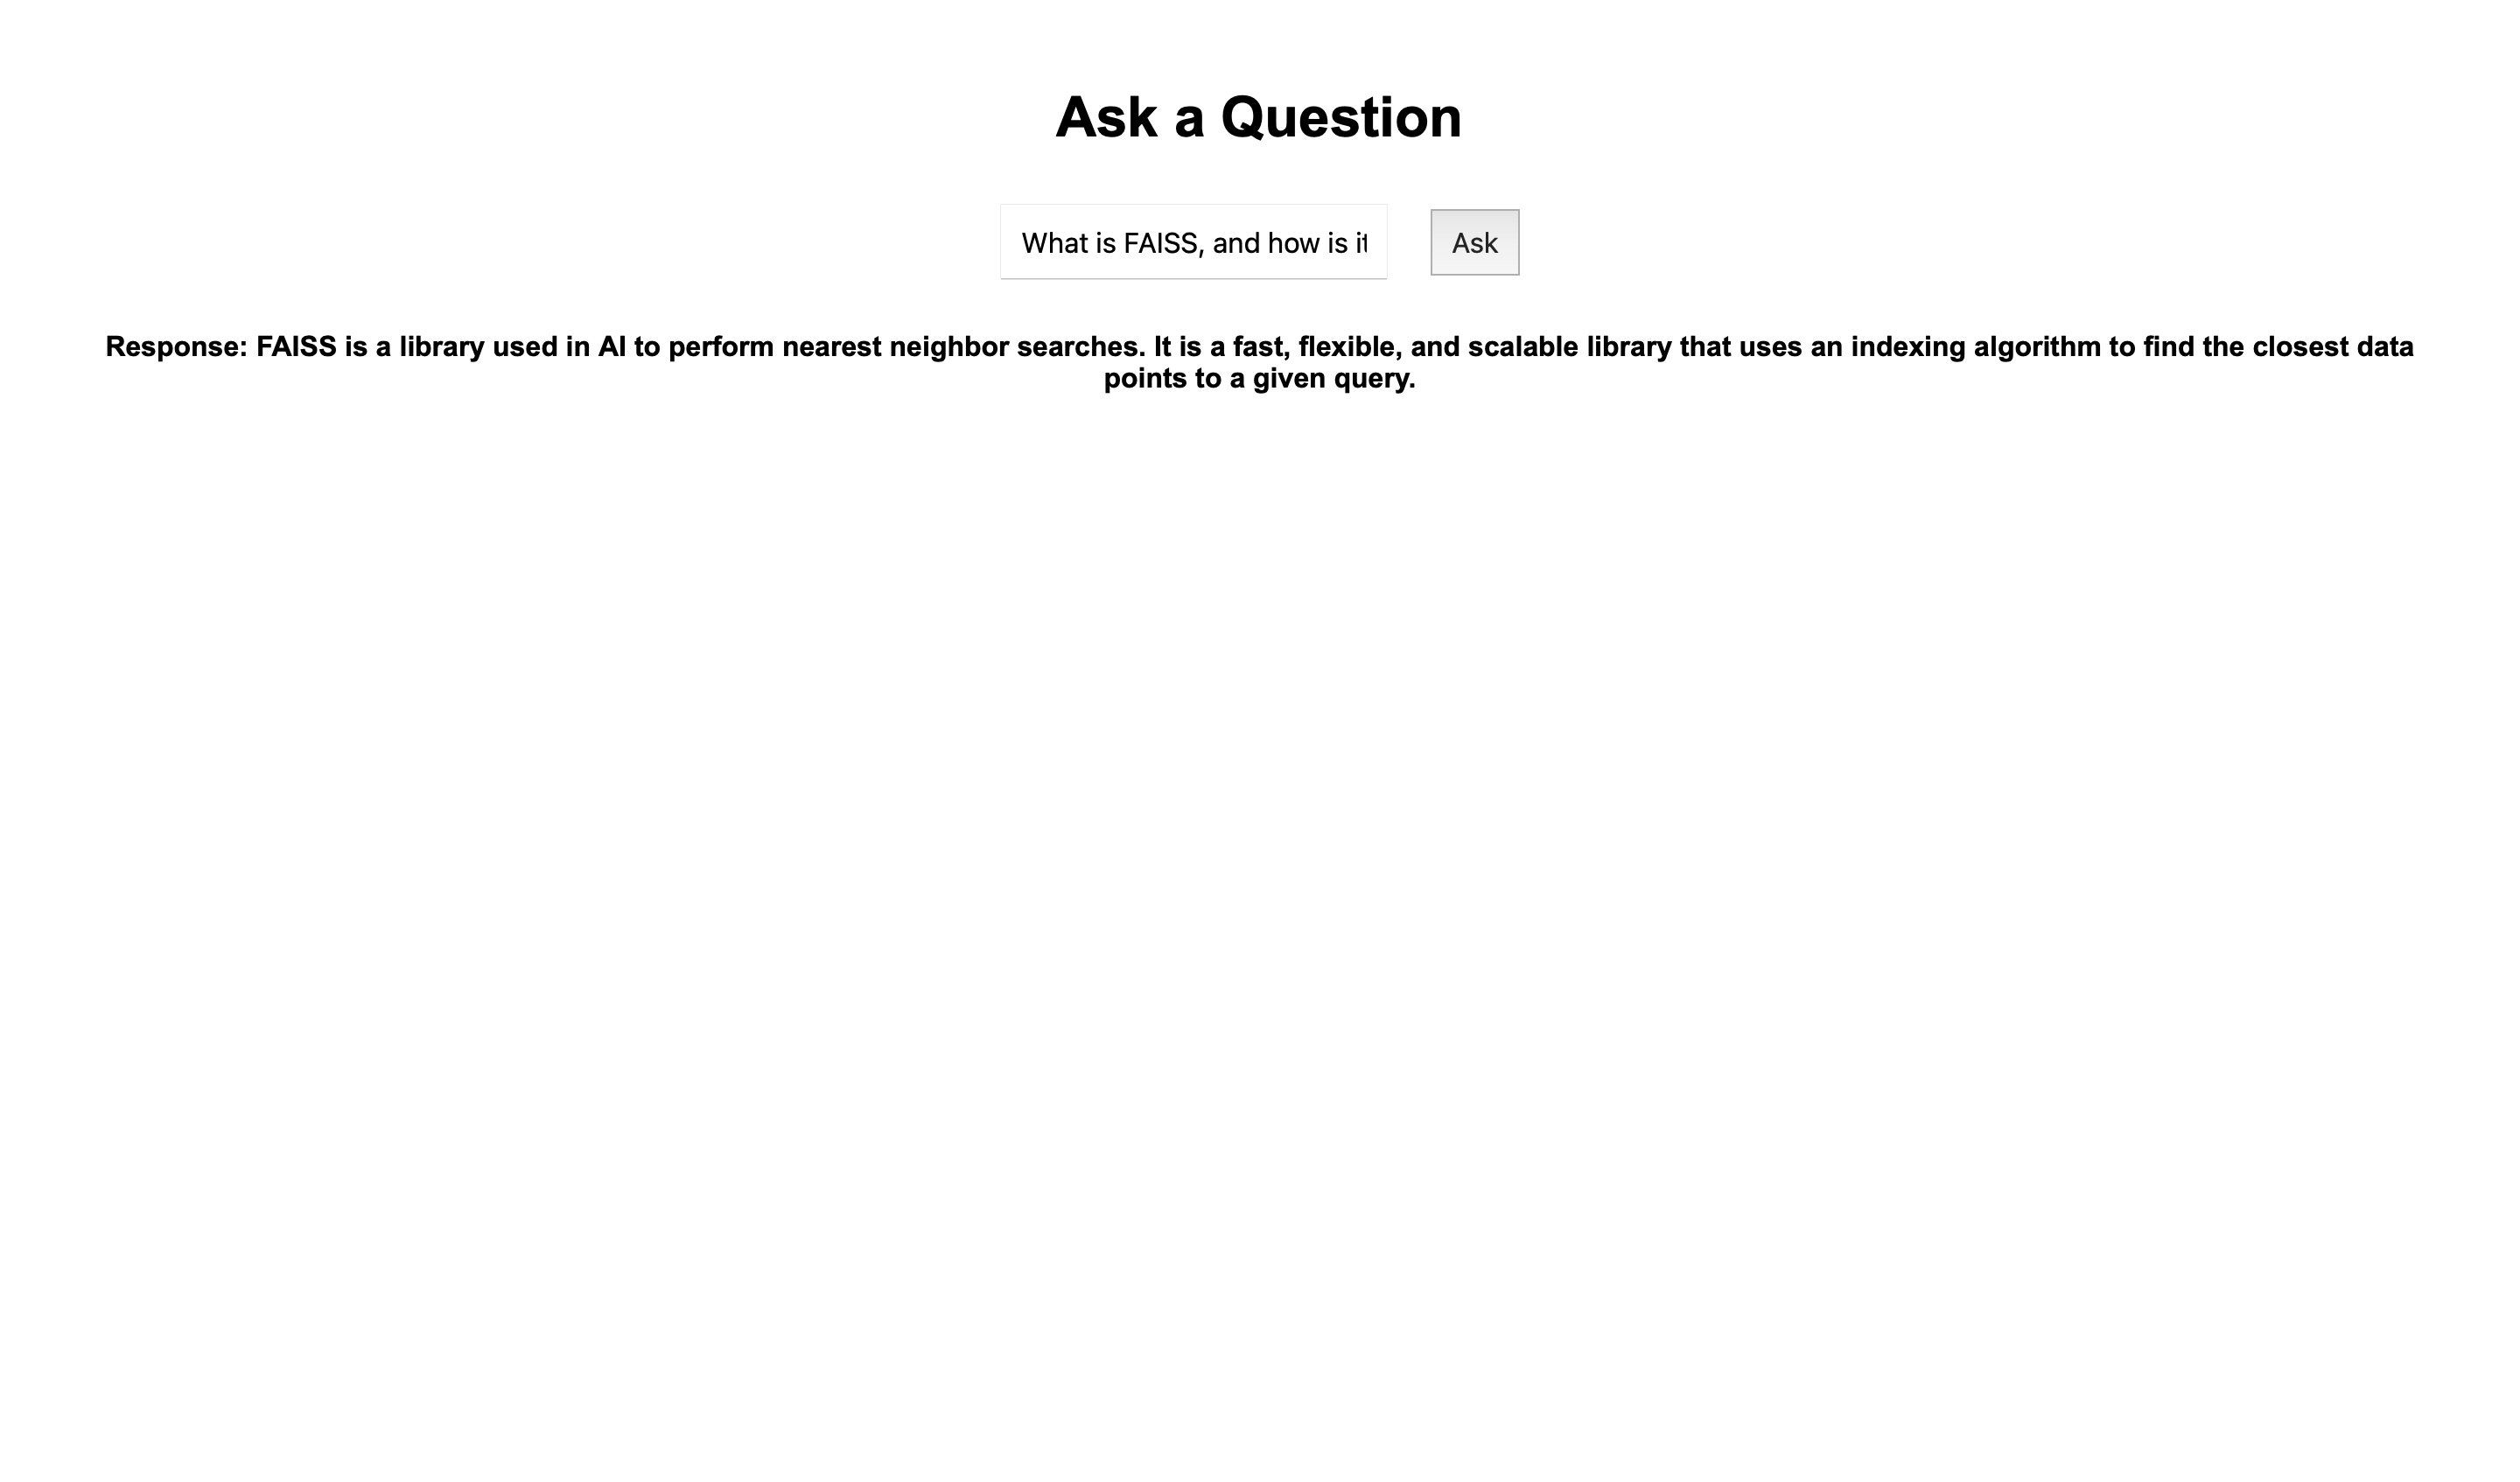 Ask a Question
What is FAISS, and how is it
Ask
Response: FAISS is a library used in AI to perform nearest neighbor searches. It is a fast, flexible, and scalable library that uses an indexing algorithm to find the closest data
points to a given query.